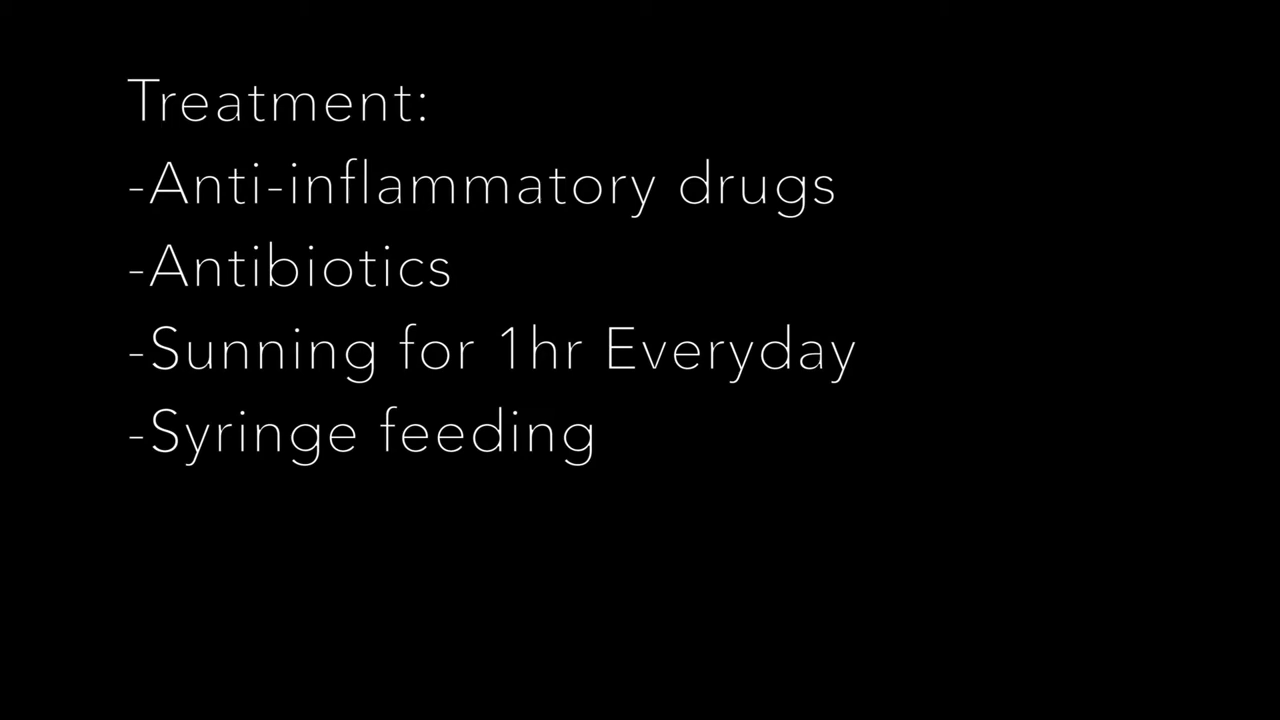 Treatment:
-Anti-inflammatory drugs
-Antibiotics
-Sunning for 1hr Everyday
-Syringe feeding